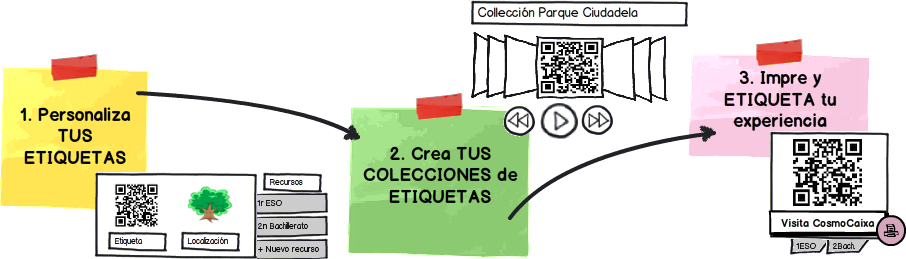 1. Personaliza
TUS
ETIQUETAS
Etiqueta
Localización
Recursos
1r ESO
2n Bachillerato
+ Nuevo recurso
2. Crea TUS
COLECCIONES de
ETIQUETAS
Collección Parque Ciudadela
3. Impre y
ETIQUETA tu
experiencia
Visita CosmoCaixa
1ESO
2Bach.